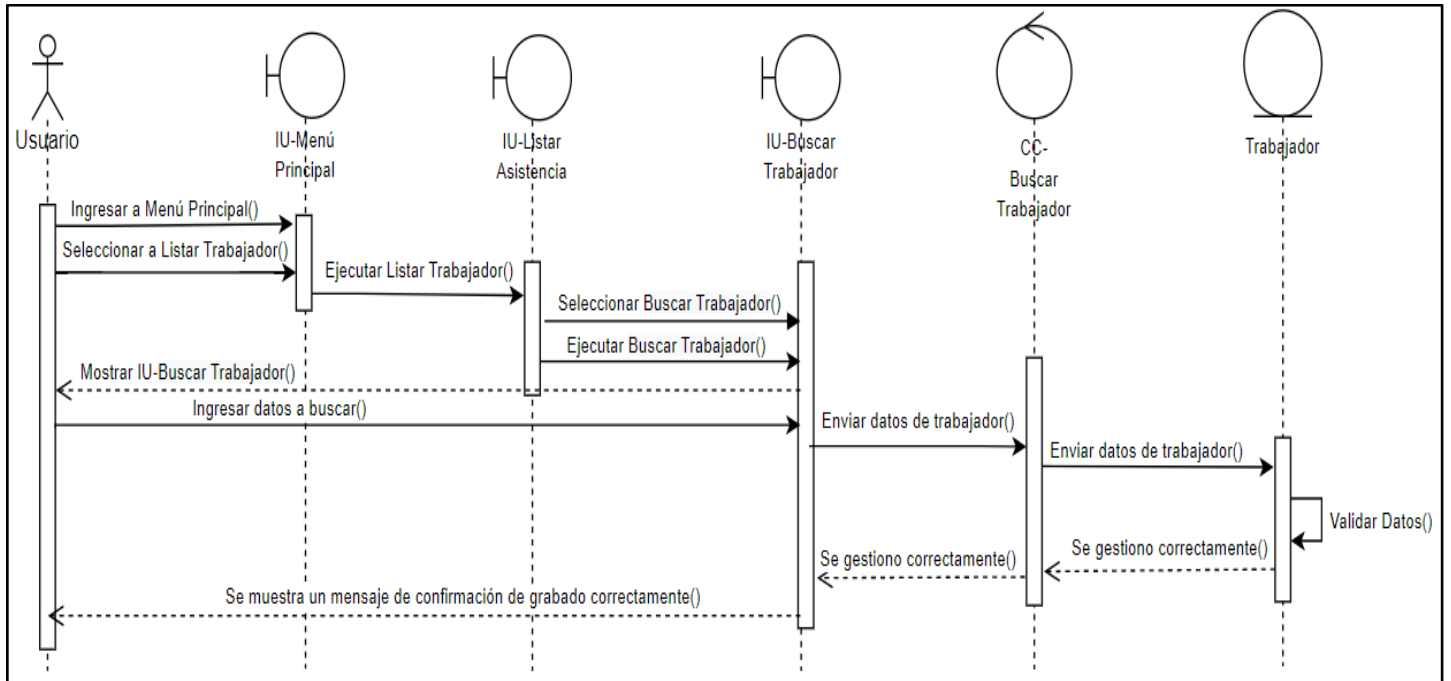 Usuario
IU-Menú
Principal
IU-Listar
Asistencia
IU-Buscar
Trabajador
CC-
Buscar
Trabajador
Trabajador
Ingresar a Menú Principal()
Seleccionar a Listar Trabajador()
Ejecutar Listar Trabajador()
Seleccionar Buscar Trabajador()
Ejecutar Buscar Trabajador()
Mostrar IU-Buscar Trabajador()
Ingresar datos a buscar()
Enviar datos de trabajador()
Enviar datos de trabajador()
Validar Datos()
Se gestiono correctamente()
Se gestiono correctamente()
Se muestra un mensaje de confirmación de grabado correctamente()